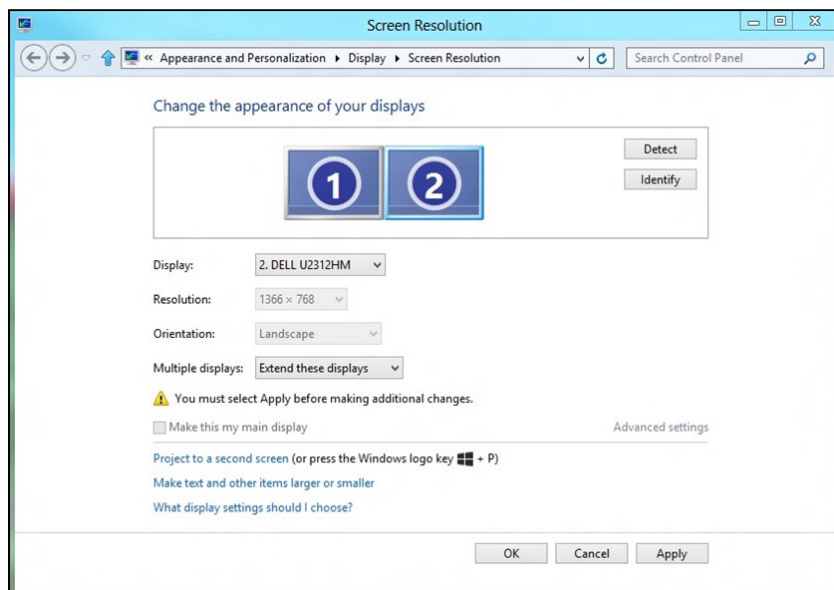 Screen Resolution
« Appearance and Personalization ▸ Display ▸ Screen Resolution
Search Control Panel
Change the appearance of your displays
1 2
Detect
Identify
Display: 2. DELL U2312HM
Resolution: 1366 × 768
Orientation: Landscape
Multiple displays: Extend these displays
You must select Apply before making additional changes.
Make this my main display Advanced settings
Project to a second screen (or press the Windows logo key + P)
Make text and other items larger or smaller
What display settings should I choose?
OK Cancel Apply